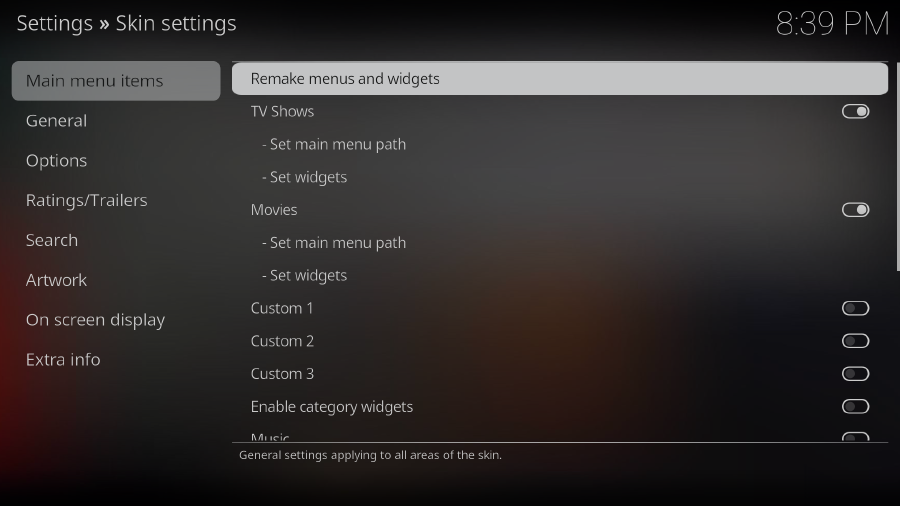 Settings » Skin settings
8:39 PM
Main menu items
General
Options
Ratings/Trailers
Search
Artwork
On screen display
Extra info
Remake menus and widgets
TV Shows
- Set main menu path
- Set widgets
Movies
- Set main menu path
- Set widgets
Custom 1
Custom 2
Custom 3
Enable category widgets
Music
General settings applying to all areas of the skin.